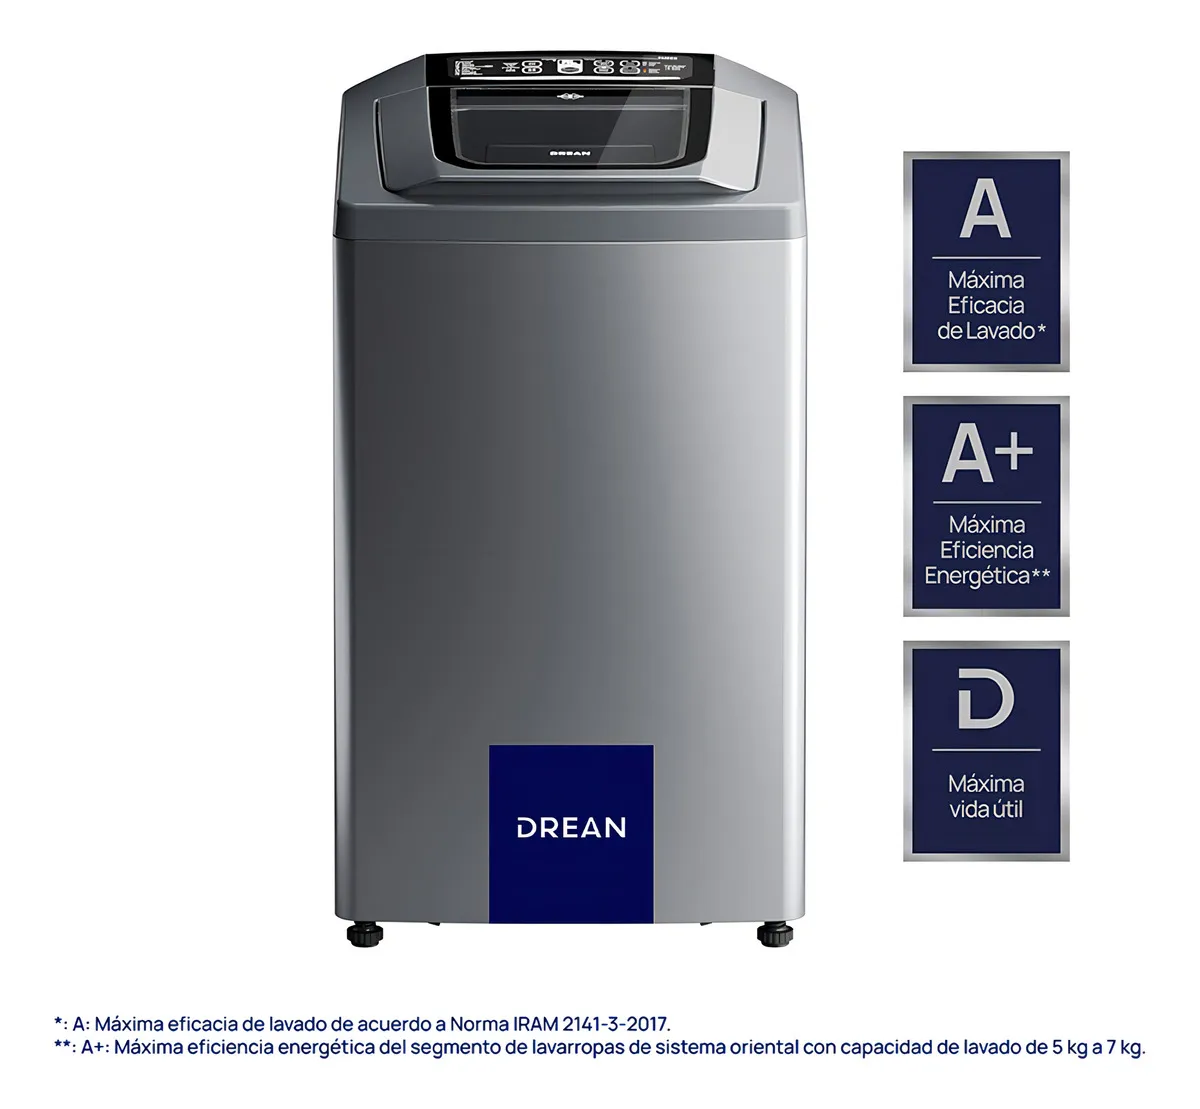 DREAN
A
Máxima
Eficacia
de Lavado*
A+
Máxima
Eficiencia
Energética**
D
Máxima
vida útil
DREAN
*: A: Máxima eficacia de lavado de acuerdo a Norma IRAM 2141-3-2017.
**: A+: Máxima eficiencia energética del segmento de lavarropas de sistema oriental con capacidad de lavado de 5 kg a 7 kg.